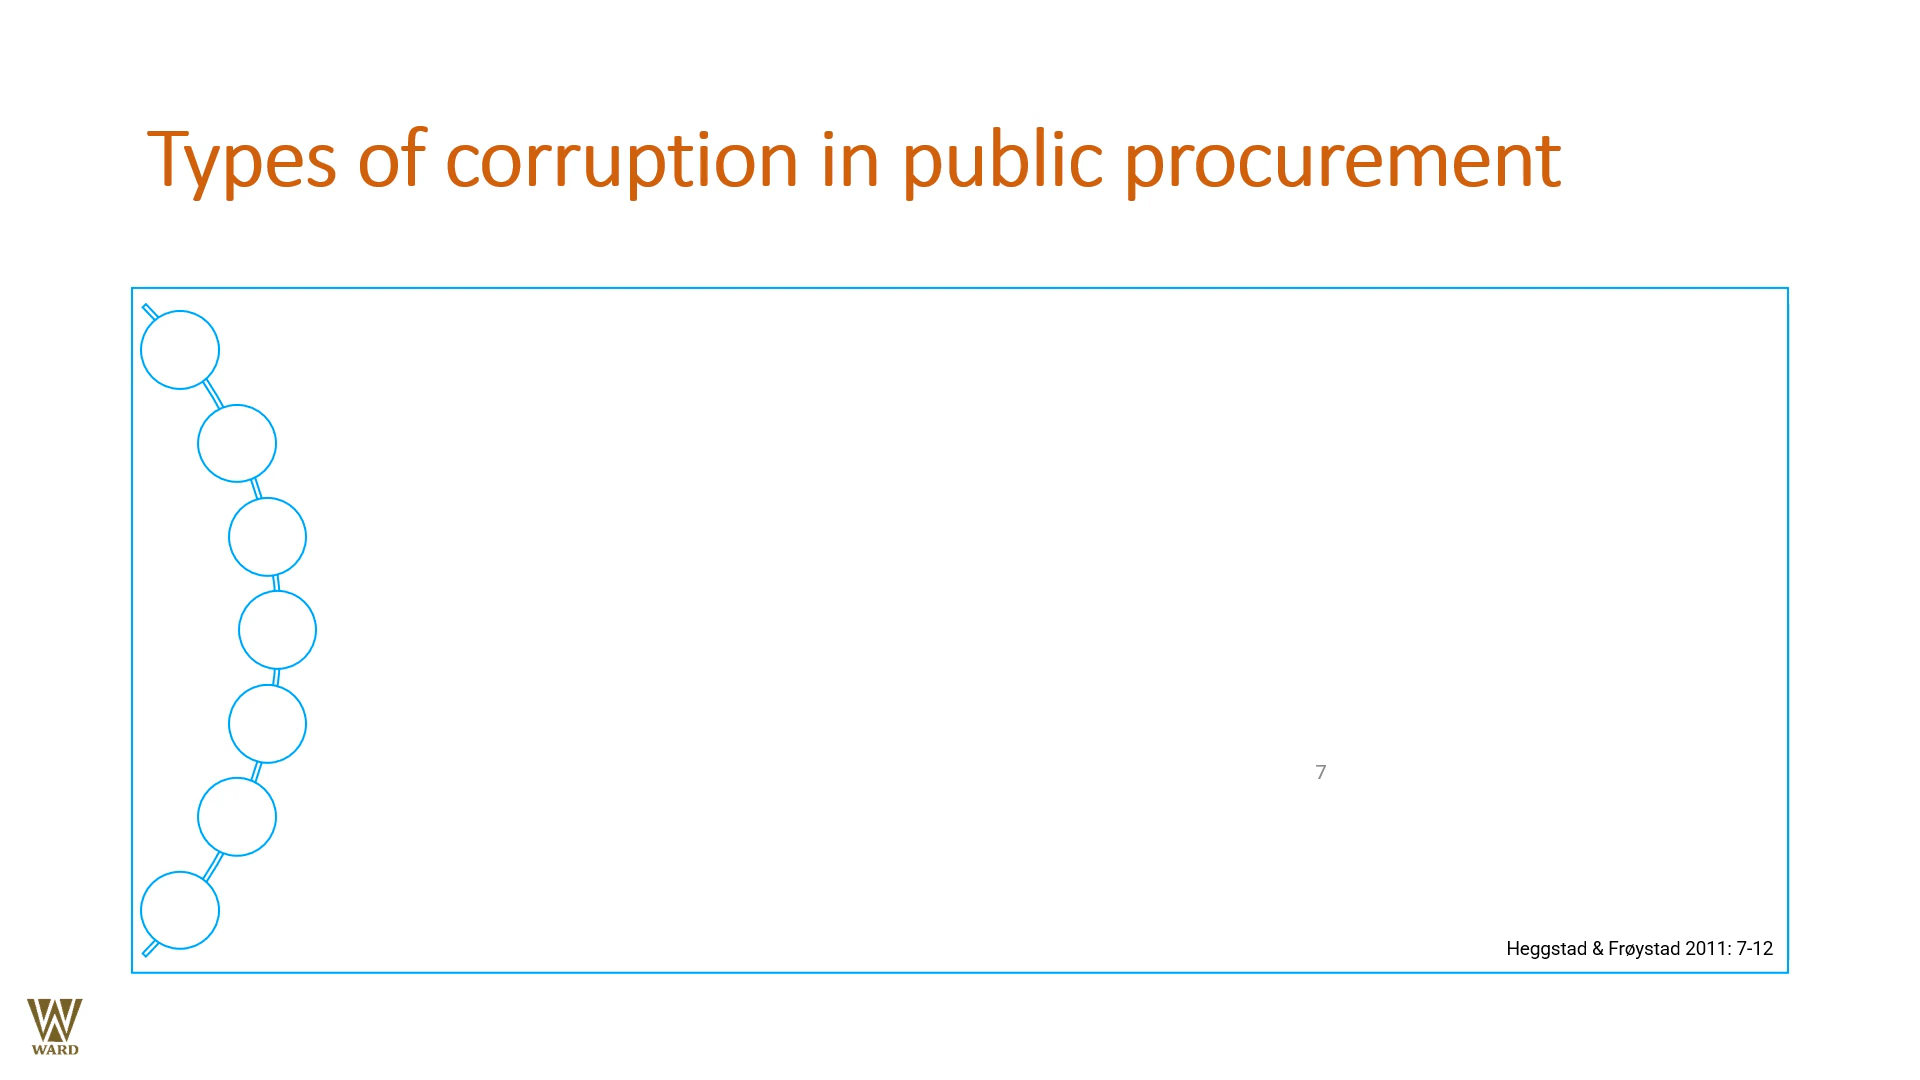 Types of corruption in public procurement
7
Heggstad & Frøystad 2011: 7-12
WARD